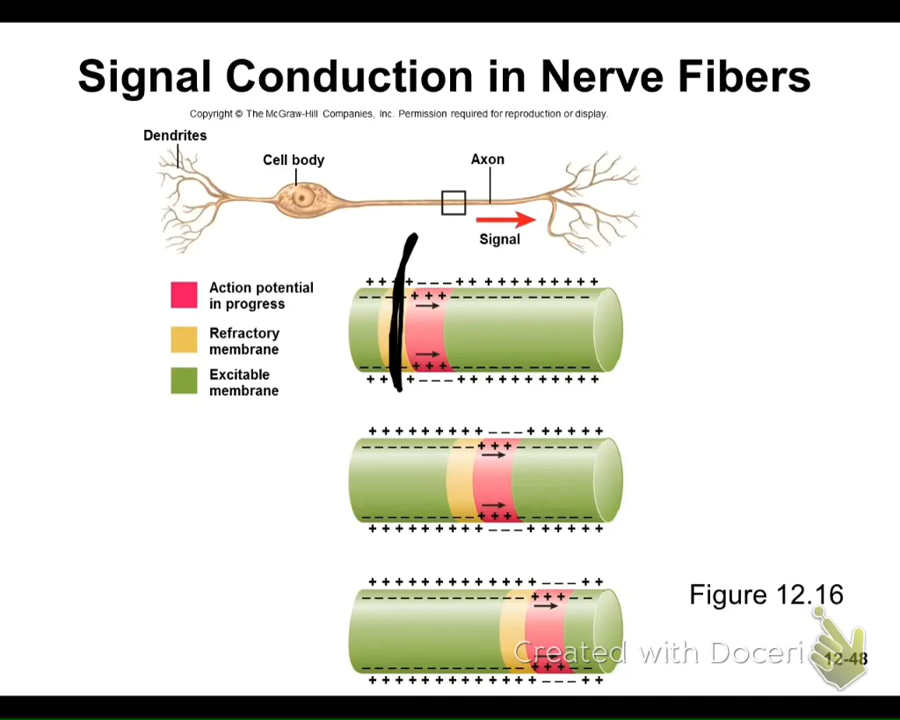 Signal Conduction in Nerve Fibers
Copyright © The McGraw-Hill Companies, Inc. Permission required for reproduction or display.
Dendrites
Cell body
Axon
Signal
Action potential
in progress
Refractory
membrane
Excitable
membrane
Figure 12.16
Created with Doceri
12-48